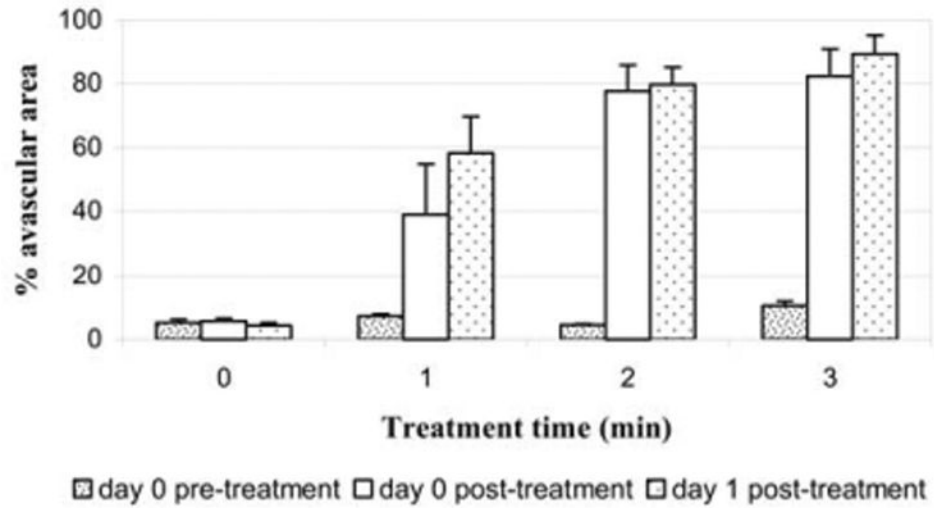 100
80
60
40
20
0
% avascular area
0 1 2 3
Treatment time (min)
day 0 pre-treatment day 0 post-treatment day 1 post-treatment